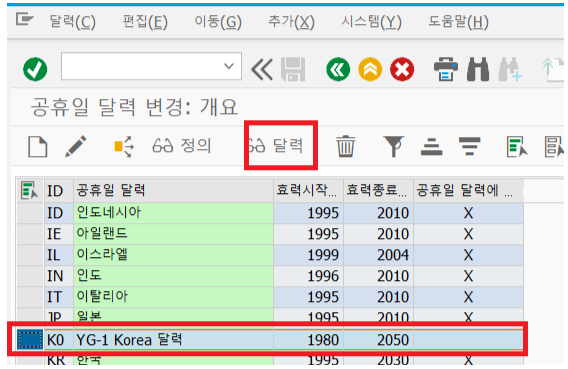 달력(C) 편집(E) 이동(G) 추가(X) 시스템(Y) 도움말(H)
공휴일 달력 변경: 개요
정의 달력
ID 공휴일 달력 효력시작... 효력종료... 공휴일 달력에 ...
ID 인도네시아 1995 2010 X
IE 아일랜드 1995 2010 X
IL 이스라엘 1999 2004 X
IN 인도 1996 2010 X
IT 이탈리아 1995 2010 X
JP 일본 1995 2010 X
K0 YG-1 Korea 달력 1980 2050
KR 한국 1995 2030 X